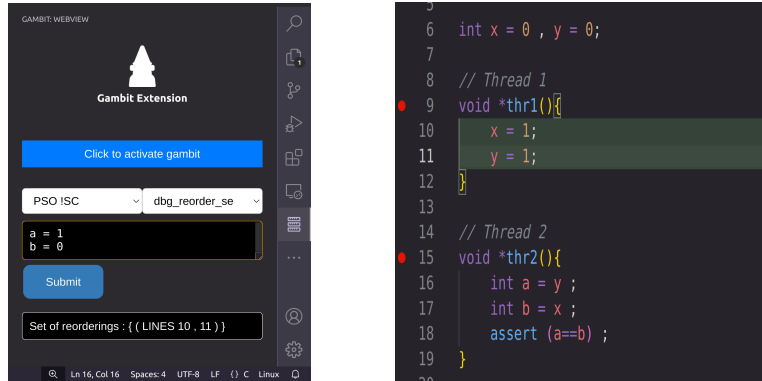 GAMBIT: WEBVIEW
Gambit Extension
Click to activate gambit
PSO !SC
dbg_reorder_se
a = 1
b = 0
Submit
Set of reorderings : { ( LINES 10 , 11 ) }
1
Ln 16, Col 16 Spaces: 4 UTF-8 LF {} C Linux
5
6 int x = 0 , y = 0;
7
8 // Thread 1
9 void *thr1(){
10 x = 1;
11 y = 1;
12 }
13
14 // Thread 2
15 void *thr2(){
16 int a = y ;
17 int b = x ;
18 assert (a==b) ;
19 }